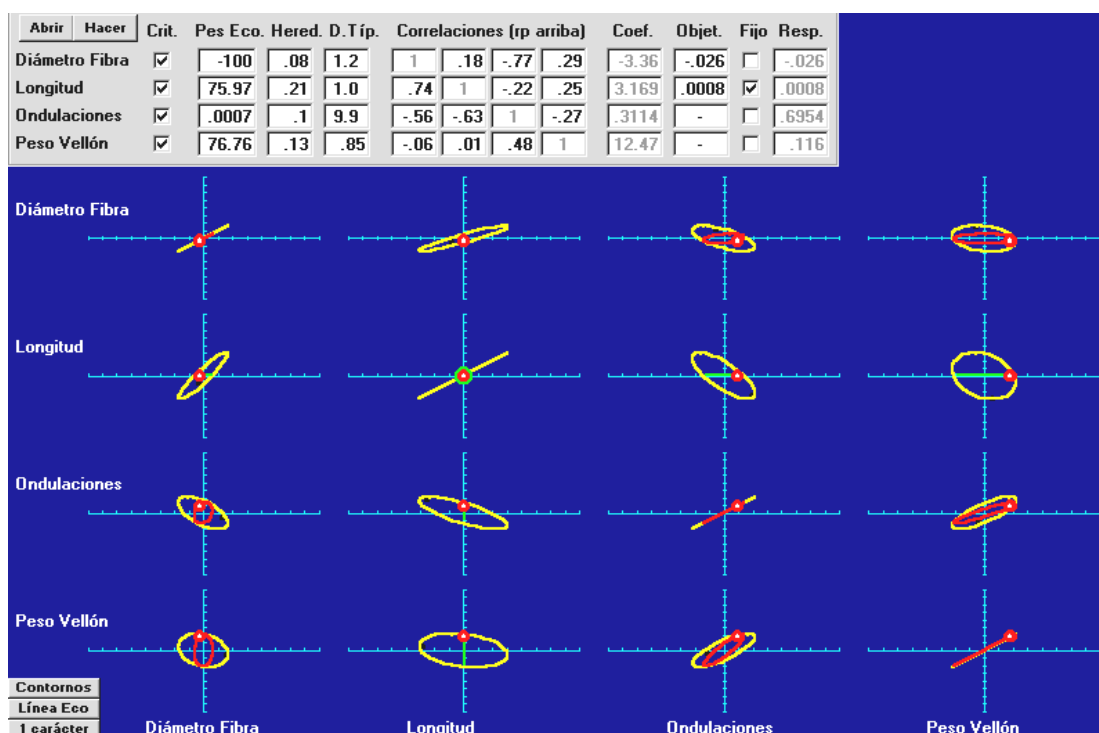 Abrir Hacer Crit. Pes Eco. Hered. D.Típ. Correlaciones (rp arriba) Coef. Objet. Fijo Resp.
Diámetro Fibra -100 .08 1.2 1 .18 -.77 .29 -3.36 -.026 -.026
Longitud 75.97 .21 1.0 .74 1 -.22 .25 3.169 .0008 .0008
Ondulaciones .0007 .1 9.9 -.56 -.63 1 -.27 .3114 - .6954
Peso Vellón 76.76 .13 .85 -.06 .01 .48 1 12.47 - .116
Diámetro Fibra
Longitud
Ondulaciones
Peso Vellón
Contornos
Línea Eco
1 carácter Diámetro Fibra Longitud Ondulaciones Peso Vellón